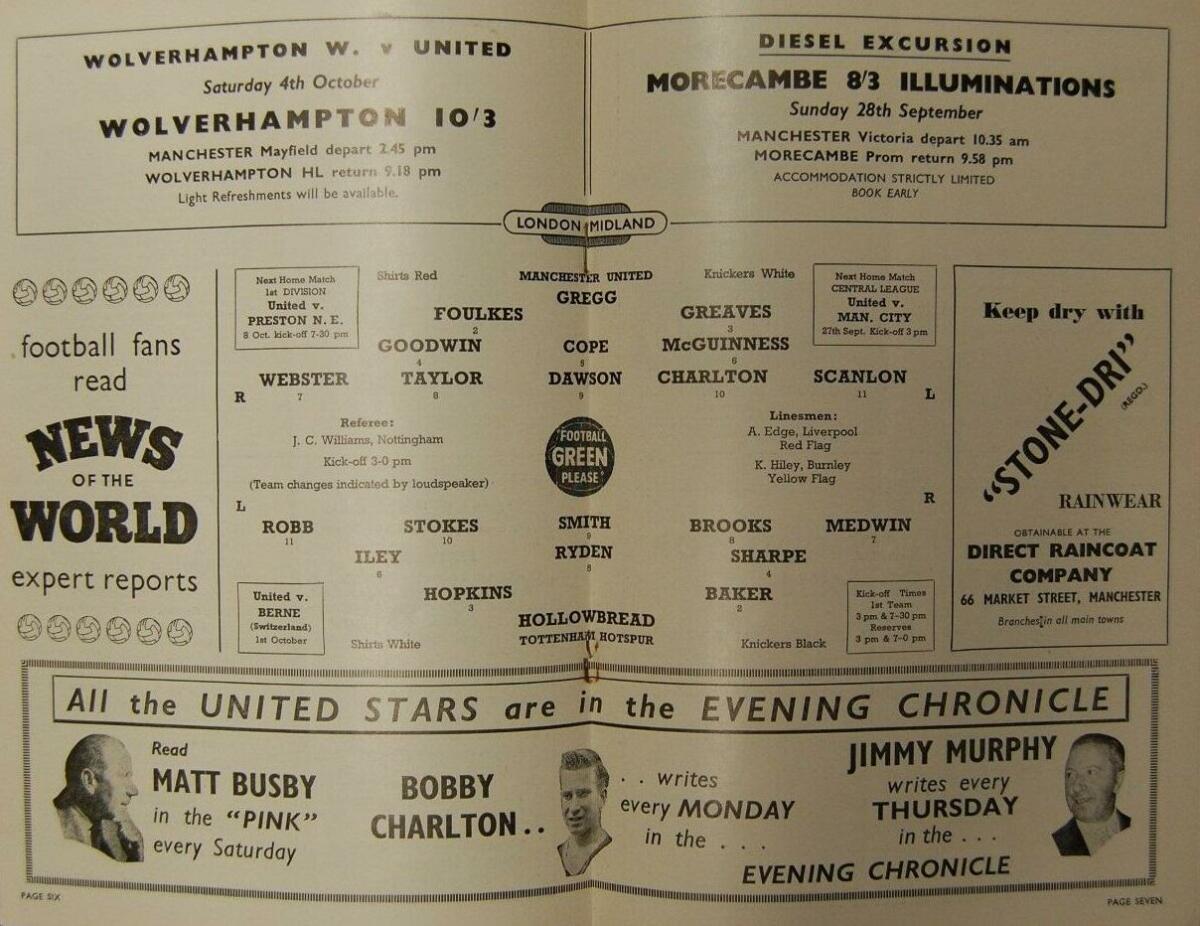 WOLVERHAMPTON W. v UNITED
Saturday 4th October
WOLVERHAMPTON 10/3
MANCHESTER Mayfield depart 2.45 pm
WOLVERHAMPTON HL return 9.18 pm
Light Refreshments will be available.
DIESEL EXCURSION
MORECAMBE 8/3 ILLUMINATIONS
Sunday 28th September
MANCHESTER Victoria depart 10.35 am
MORECAMBE Prom return 9.58 pm
ACCOMMODATION STRICTLY LIMITED
BOOK EARLY
LONDON MIDLAND
football fans
read
NEWS
OF THE
WORLD
expert reports
Next Home Match
1st DIVISION
United v.
PRESTON N. E.
8 Oct. kick-off 7-30 pm
Shirts Red
MANCHESTER UNITED
Knickers White
Next Home Match
CENTRAL LEAGUE
United v.
MAN. CITY
27th Sept. Kick-off 3 pm
GREGG
FOULKES GREAVES
2 3
GOODWIN COPE McGUINNESS
4 5 6
WEBSTER TAYLOR DAWSON CHARLTON SCANLON
R 7 8 9 10 11 L
Referee:
J. C. Williams, Nottingham
Kick-off 3-0 pm
(Team changes indicated by loudspeaker)
"FOOTBALL
GREEN
PLEASE"
Linesmen:
A. Edge, Liverpool
Red Flag
K. Hiley, Burnley
Yellow Flag
L R
ROBB STOKES SMITH BROOKS MEDWIN
11 10 9 8 7
ILEY RYDEN SHARPE
6 5 4
HOPKINS BAKER
3 2
HOLLOWBREAD
United v.
BERNE
(Switzerland)
1st October
Shirts White
TOTTENHAM HOTSPUR
Knickers Black
Kick-off Times
1st Team
3 pm & 7-30 pm
Reserves
3 pm & 7-0 pm
Keep dry with
"STONE-DRI"
(REGD.)
RAINWEAR
OBTAINABLE AT THE
DIRECT RAINCOAT
COMPANY
66 MARKET STREET, MANCHESTER
Branches in all main towns
All the UNITED STARS are in the EVENING CHRONICLE
Read
MATT BUSBY
in the "PINK"
every Saturday
BOBBY
CHARLTON . .
. . writes
every MONDAY
in the . . .
JIMMY MURPHY
writes every
THURSDAY
in the . . .
EVENING CHRONICLE
PAGE SIX
PAGE SEVEN